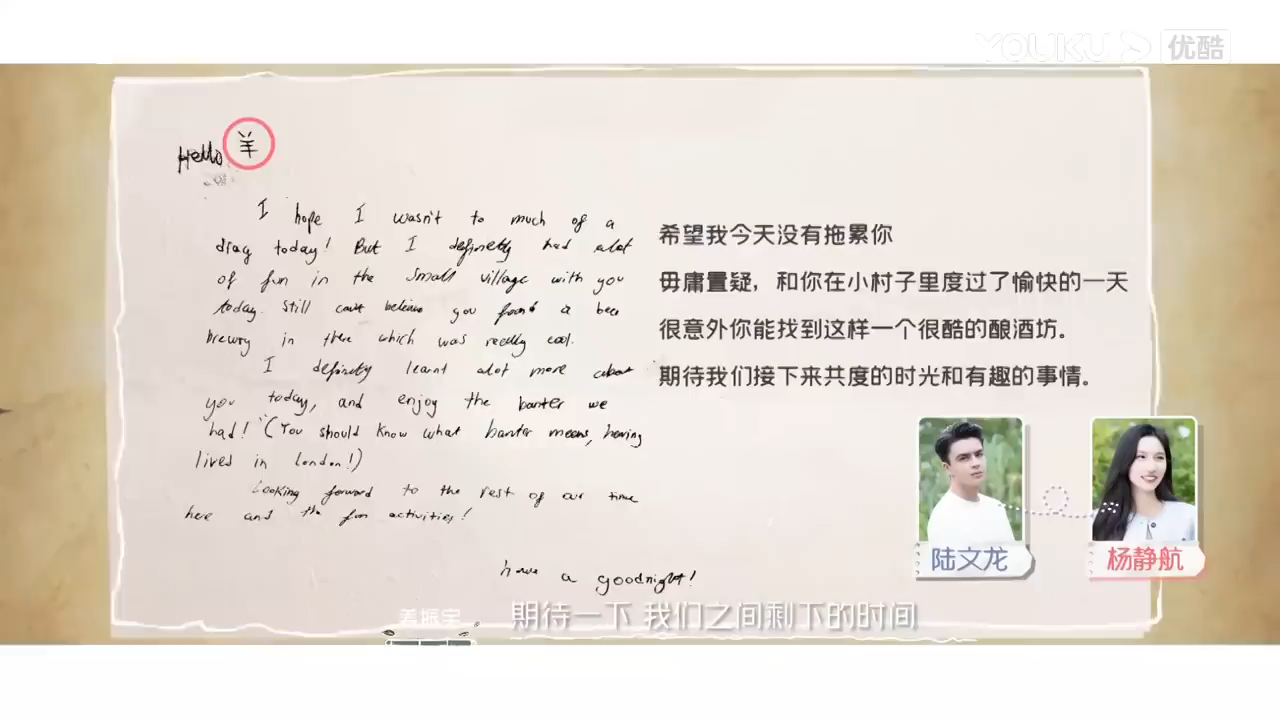 YOUKU 优酷
Hello 羊
I hope I wasn't to much of a
drag today! But I definetly had alot
of fun in the small village with you
today. Still cant believe you found a beer
brewry in there which was really cool.
I definetly learnt alot more about
you today, and enjoy the banter we
had! (You should know what banter means, having
lived in london!)
Looking forward to the rest of our time
here and the fun activities!
have a goodnight!
希望我今天没有拖累你
毋庸置疑，和你在小村子里度过了愉快的一天
很意外你能找到这样一个很酷的酿酒坊。
期待我们接下来共度的时光和有趣的事情。
陆文龙
杨静航
姜振宇
期待一下 我们之间剩下的时间